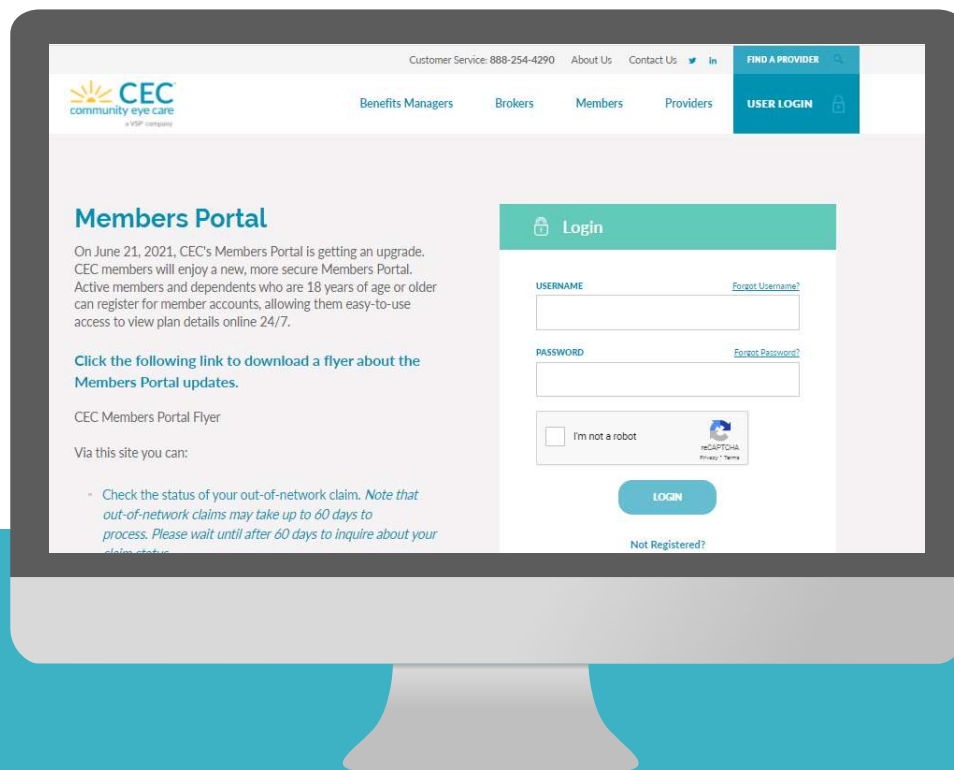 Customer Service: 888-254-4290 About Us Contact Us in FIND A PROVIDER
CEC
community eye care
a VSP company
Benefits Managers Brokers Members Providers USER LOGIN
Members Portal
On June 21, 2021, CEC's Members Portal is getting an upgrade.
CEC members will enjoy a new, more secure Members Portal.
Active members and dependents who are 18 years of age or older
can register for member accounts, allowing them easy-to-use
access to view plan details online 24/7.
Click the following link to download a flyer about the
Members Portal updates.
CEC Members Portal Flyer
Via this site you can:
Check the status of your out-of-network claim. Note that
out-of-network claims may take up to 60 days to
process. Please wait until after 60 days to inquire about your
claim status
Login
USERNAME Forgot Username?
PASSWORD Forgot Password?
I'm not a robot
reCAPTCHA
Privacy * Terms
LOGIN
Not Registered?